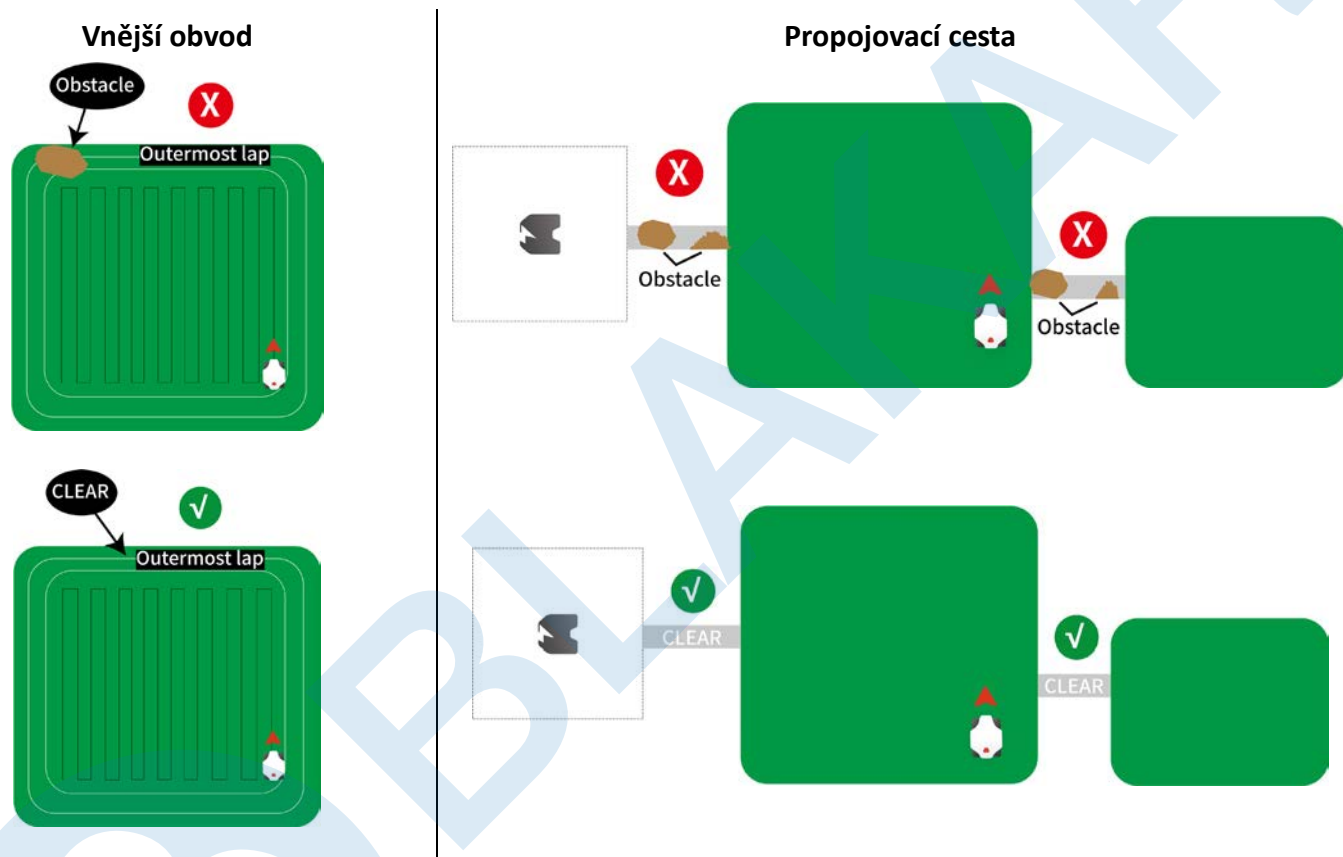 Vnější obvod
Obstacle
X
Outermost lap
CLEAR
√
Outermost lap
Propojovací cesta
X
Obstacle
X
Obstacle
√
CLEAR
√
CLEAR